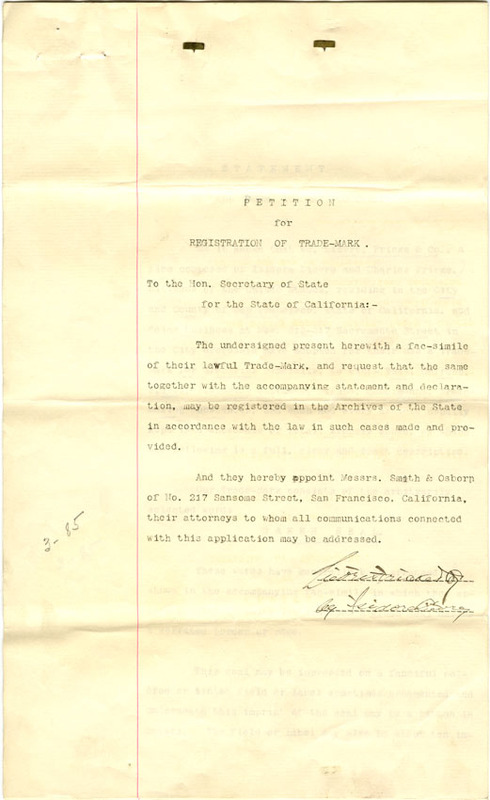 PETITION
for
REGISTRATION OF TRADE-MARK.
To the Hon. Secretary of State
for the State of California:-
The undersigned present herewith a fac-simile
of their lawful Trade-Mark, and request that the same
together with the accompanying statement and declara-
tion, may be registered in the Archives of the State,
in accordance with the law in such cases made and pro-
vided.
And they hereby appoint Messrs. Smith & Osborn
of No. 217 Sansome Street, San Francisco, California,
their attorneys to whom all communications connected
with this application may be addressed.
3-85
by